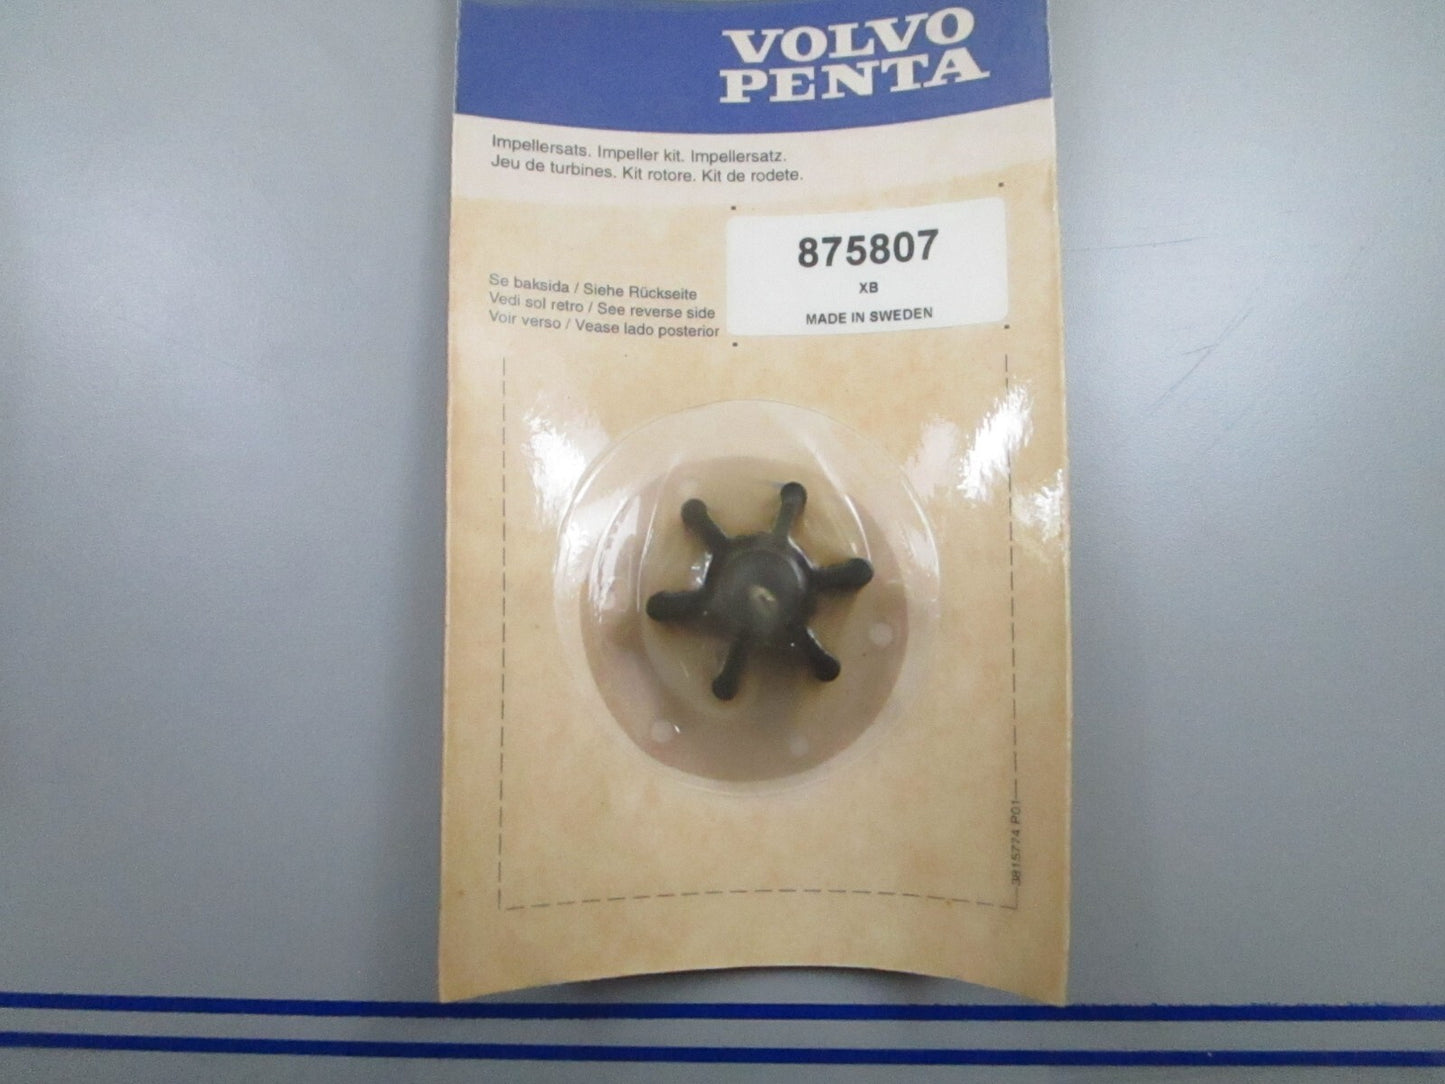 VOLVO
PENTA
Impellersats. Impeller kit. Impellersatz.
Jeu de turbines. Kit rotore. Kit de rodete.
875807
XB
MADE IN SWEDEN
Se baksida / Siehe Rückseite
Vedi sol retro / See reverse side
Voir verso / Vease lado posterior
3815774 P01